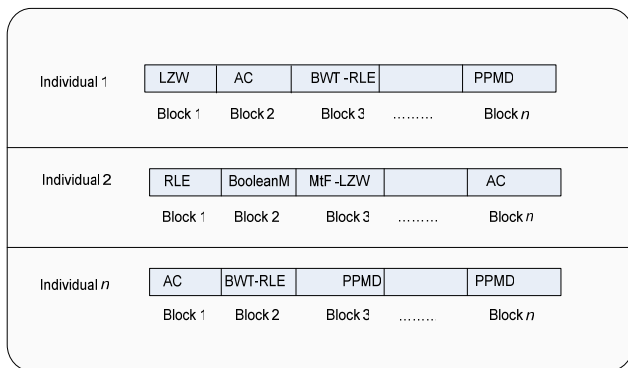 Individual 1 LZW AC BWT -RLE PPMD
Block 1 Block 2 Block 3 ……… Block n
Individual 2 RLE BooleanM MtF -LZW AC
Block 1 Block 2 Block 3 ……… Block n
Individual n AC BWT-RLE PPMD PPMD
Block 1 Block 2 Block 3 ……… Block n